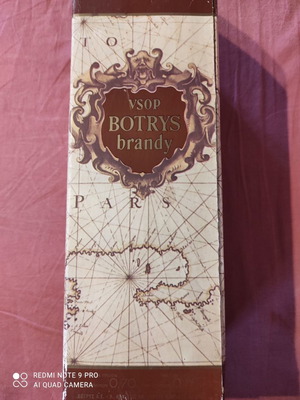 TO
VSOP
BOTRYS
brandy
PARS
REDMI NOTE 9 PRO
AI QUAD CAMERA